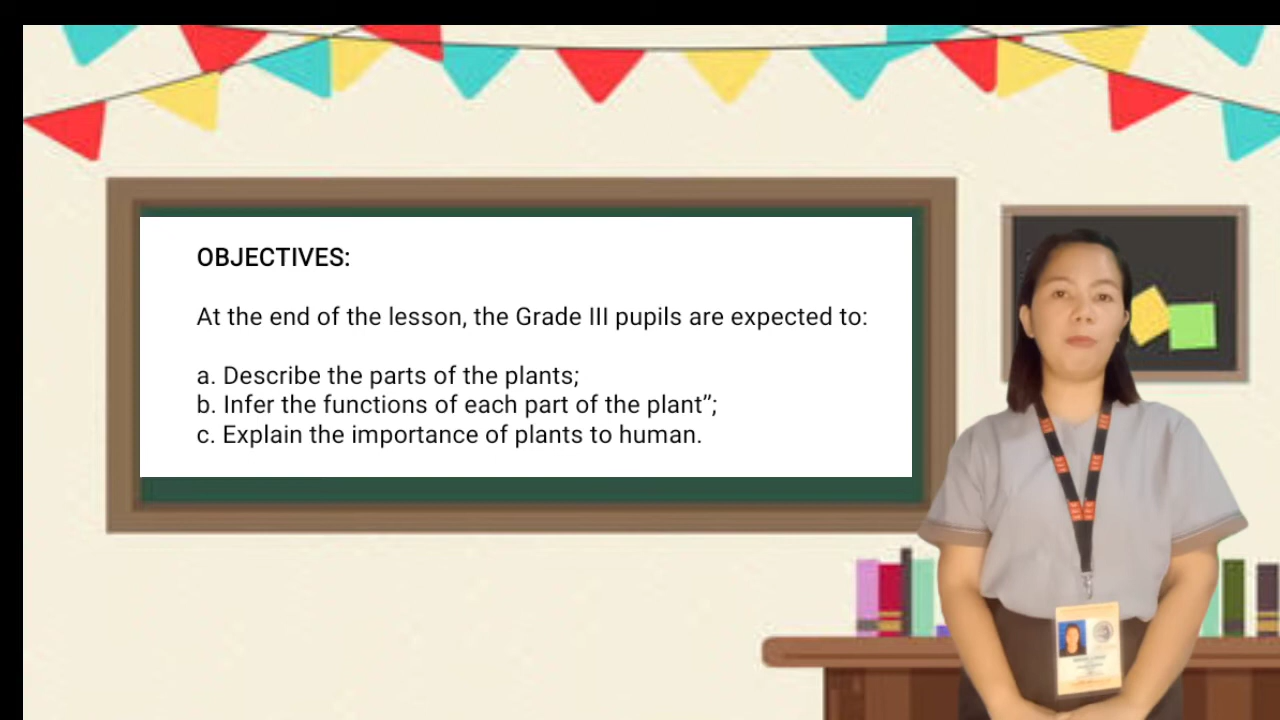 OBJECTIVES:
At the end of the lesson, the Grade III pupils are expected to:
a. Describe the parts of the plants;
b. Infer the functions of each part of the plant”;
c. Explain the importance of plants to human.